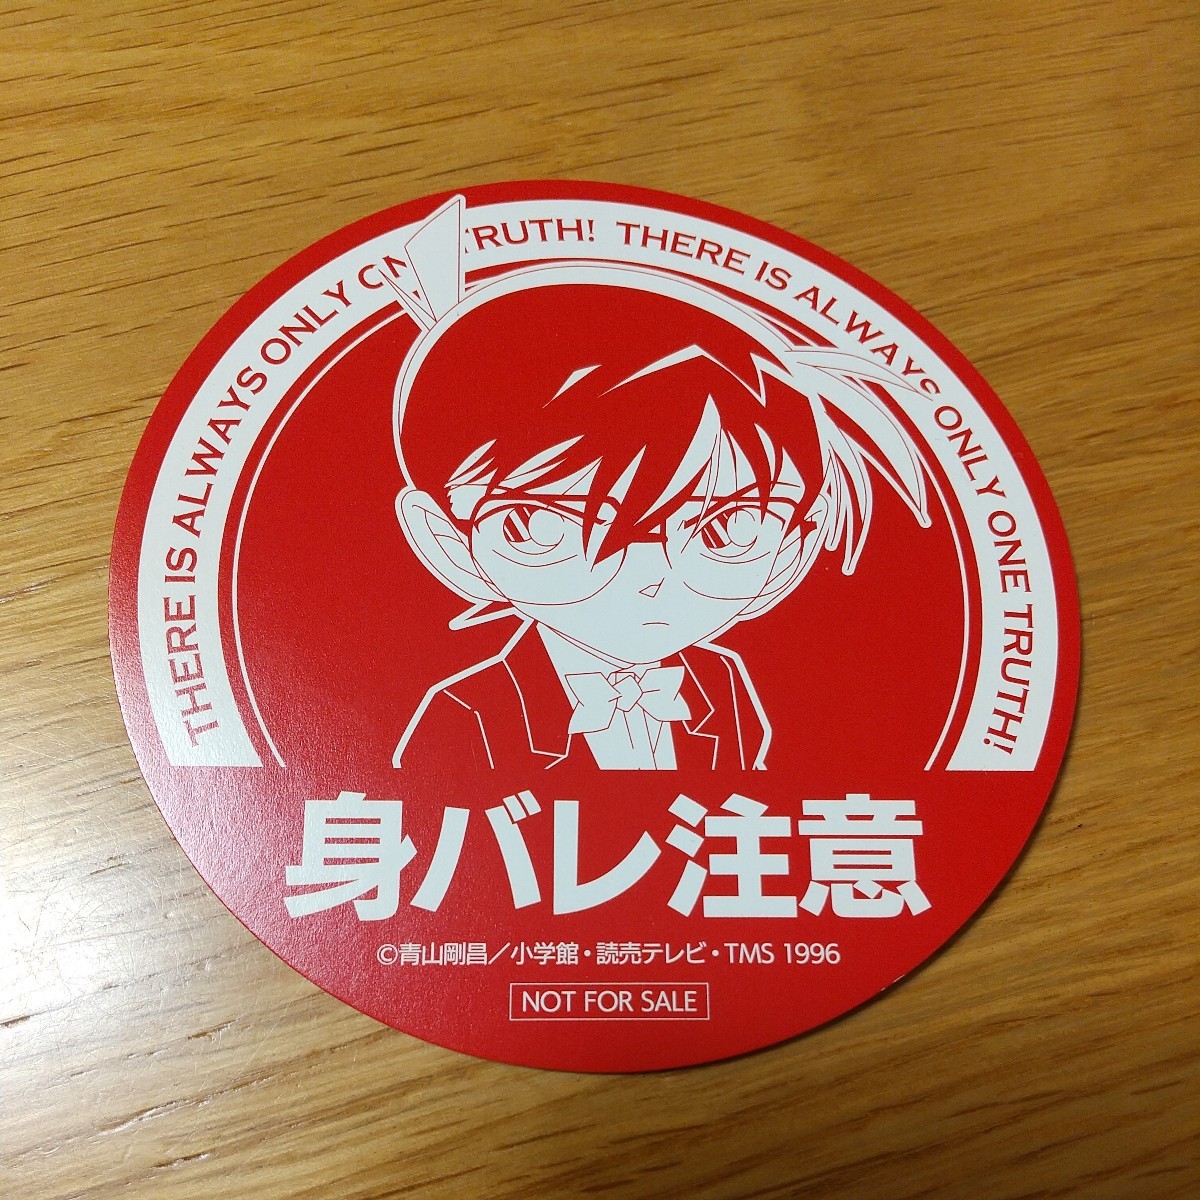 THERE IS ALWAYS ONLY ON TRUTH! THERE IS ALWAYS ONLY ONE TRUTH!
身バレ注意
©青山剛昌／小学館・読売テレビ・TMS 1996
NOT FOR SALE